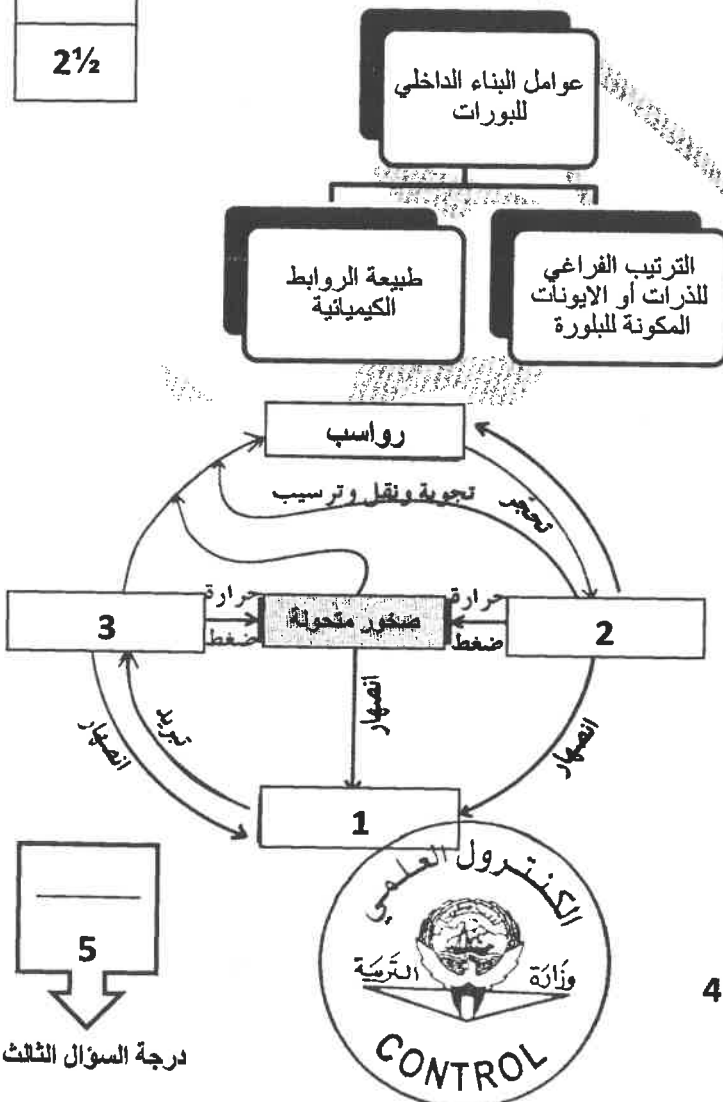 2½
عوامل البناء الداخلي
للبورات
الترتيب الفراغي
للذرات أو الايونات
المكونة للبلورة
طبيعة الروابط
الكيميائية
رواسب
تجوية ونقل وترسيب
تحجر
2
حرارة
ضغط
صخور متحولة
حرارة
ضغط
3
انصهار
انصهار
تبريد
انصهار
1
5
درجة السؤال الثالث
الكنترول العلمي
وزارة التربية
CONTROL
4